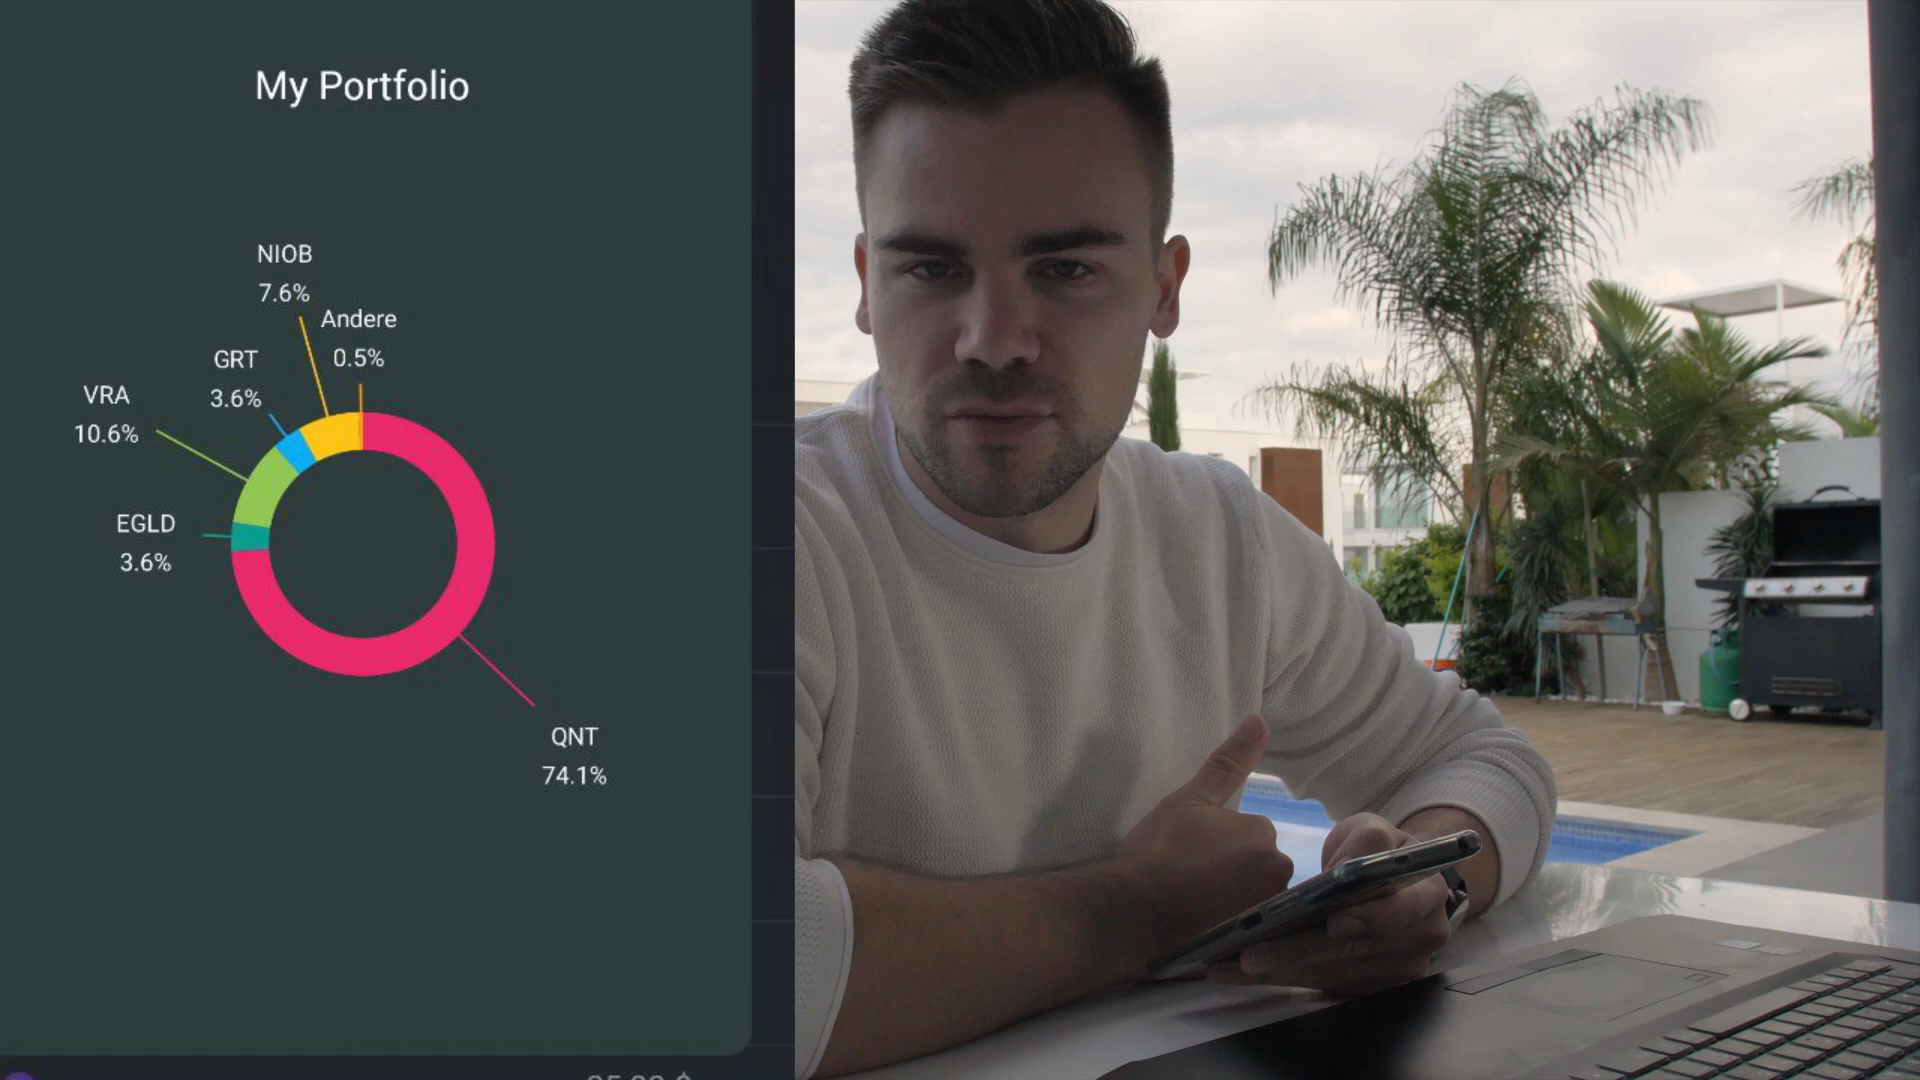 My Portfolio
NIOB
7.6%
Andere
0.5%
GRT
3.6%
VRA
10.6%
EGLD
3.6%
QNT
74.1%